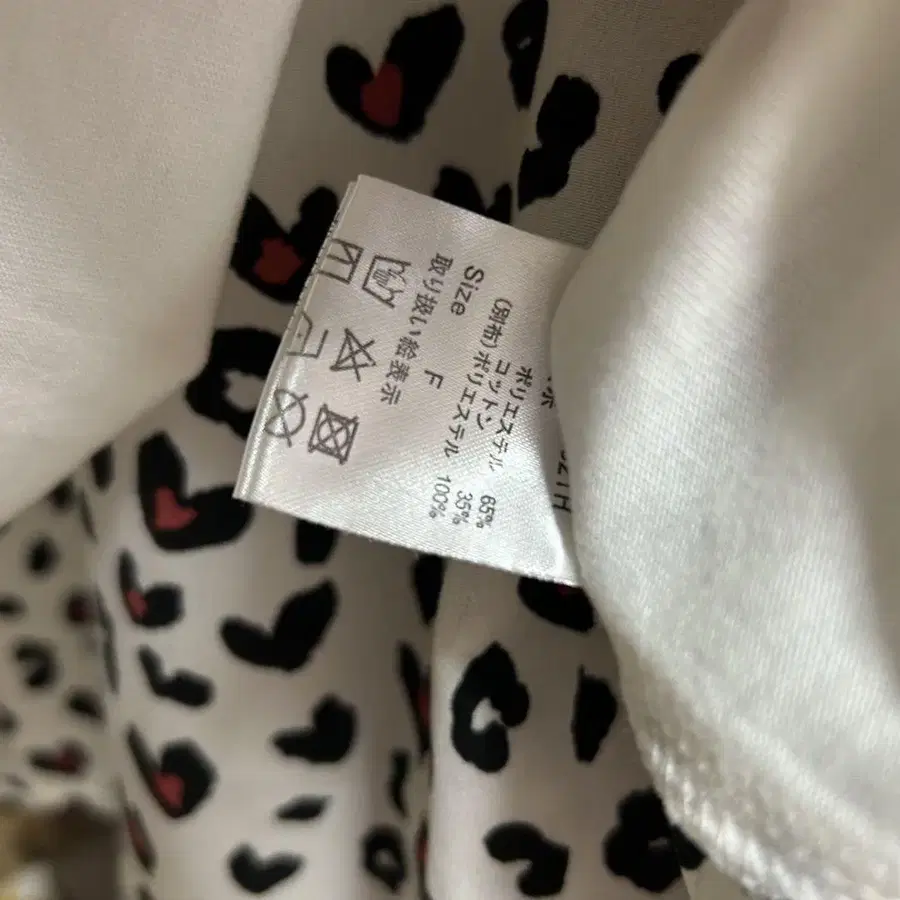 ポリエステル 65%
コットン 35%
(別布)ポリエステル 100%
Size F
取り扱い絵表示